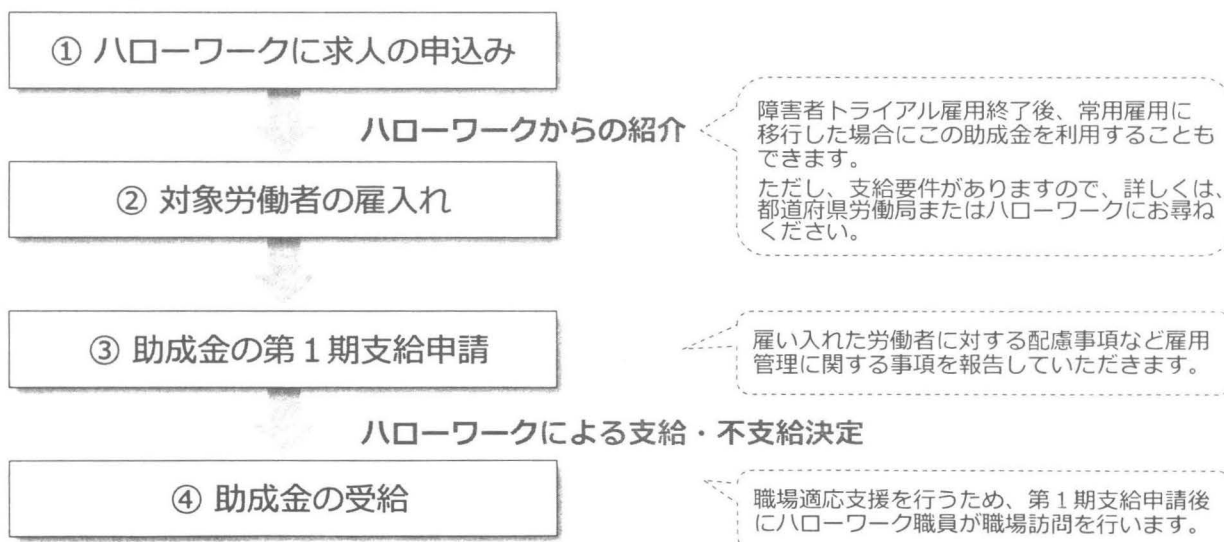 ① ハローワークに求人の申込み
ハローワークからの紹介
障害者トライアル雇用終了後、常用雇用に
移行した場合にこの助成金を利用することも
できます。
ただし、支給要件がありますので、詳しくは、
都道府県労働局またはハローワークにお尋ね
ください。
② 対象労働者の雇入れ
③ 助成金の第１期支給申請
雇い入れた労働者に対する配慮事項など雇用
管理に関する事項を報告していただきます。
ハローワークによる支給・不支給決定
④ 助成金の受給
職場適応支援を行うため、第１期支給申請後
にハローワーク職員が職場訪問を行います。